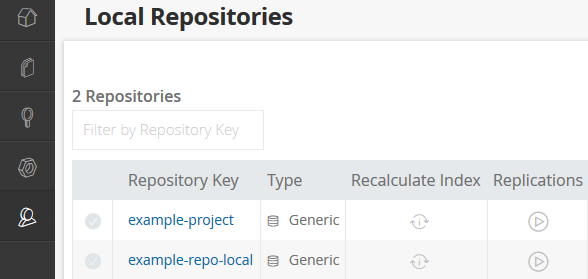 Local Repositories
2 Repositories
Filter by Repository Key
Repository Key Type Recalculate Index Replications
example-project Generic
example-repo-local Generic